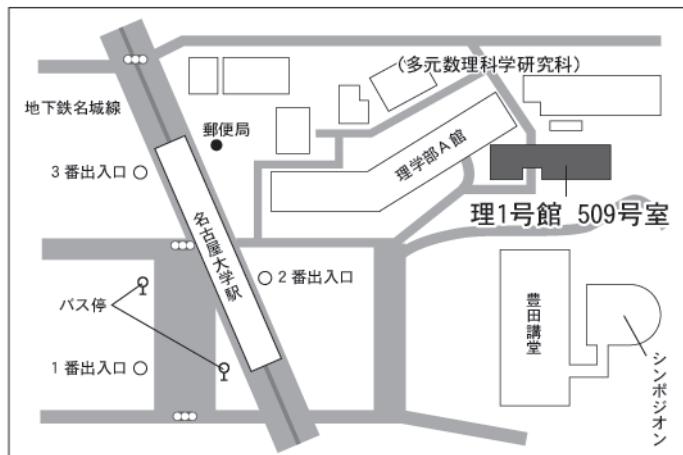 (多元数理科学研究科)
地下鉄名城線
郵便局
理学部A館
3番出入口
理1号館 509号室
名古屋大学駅
2番出入口
バス停
豊田講堂
1番出入口
シンポジオン